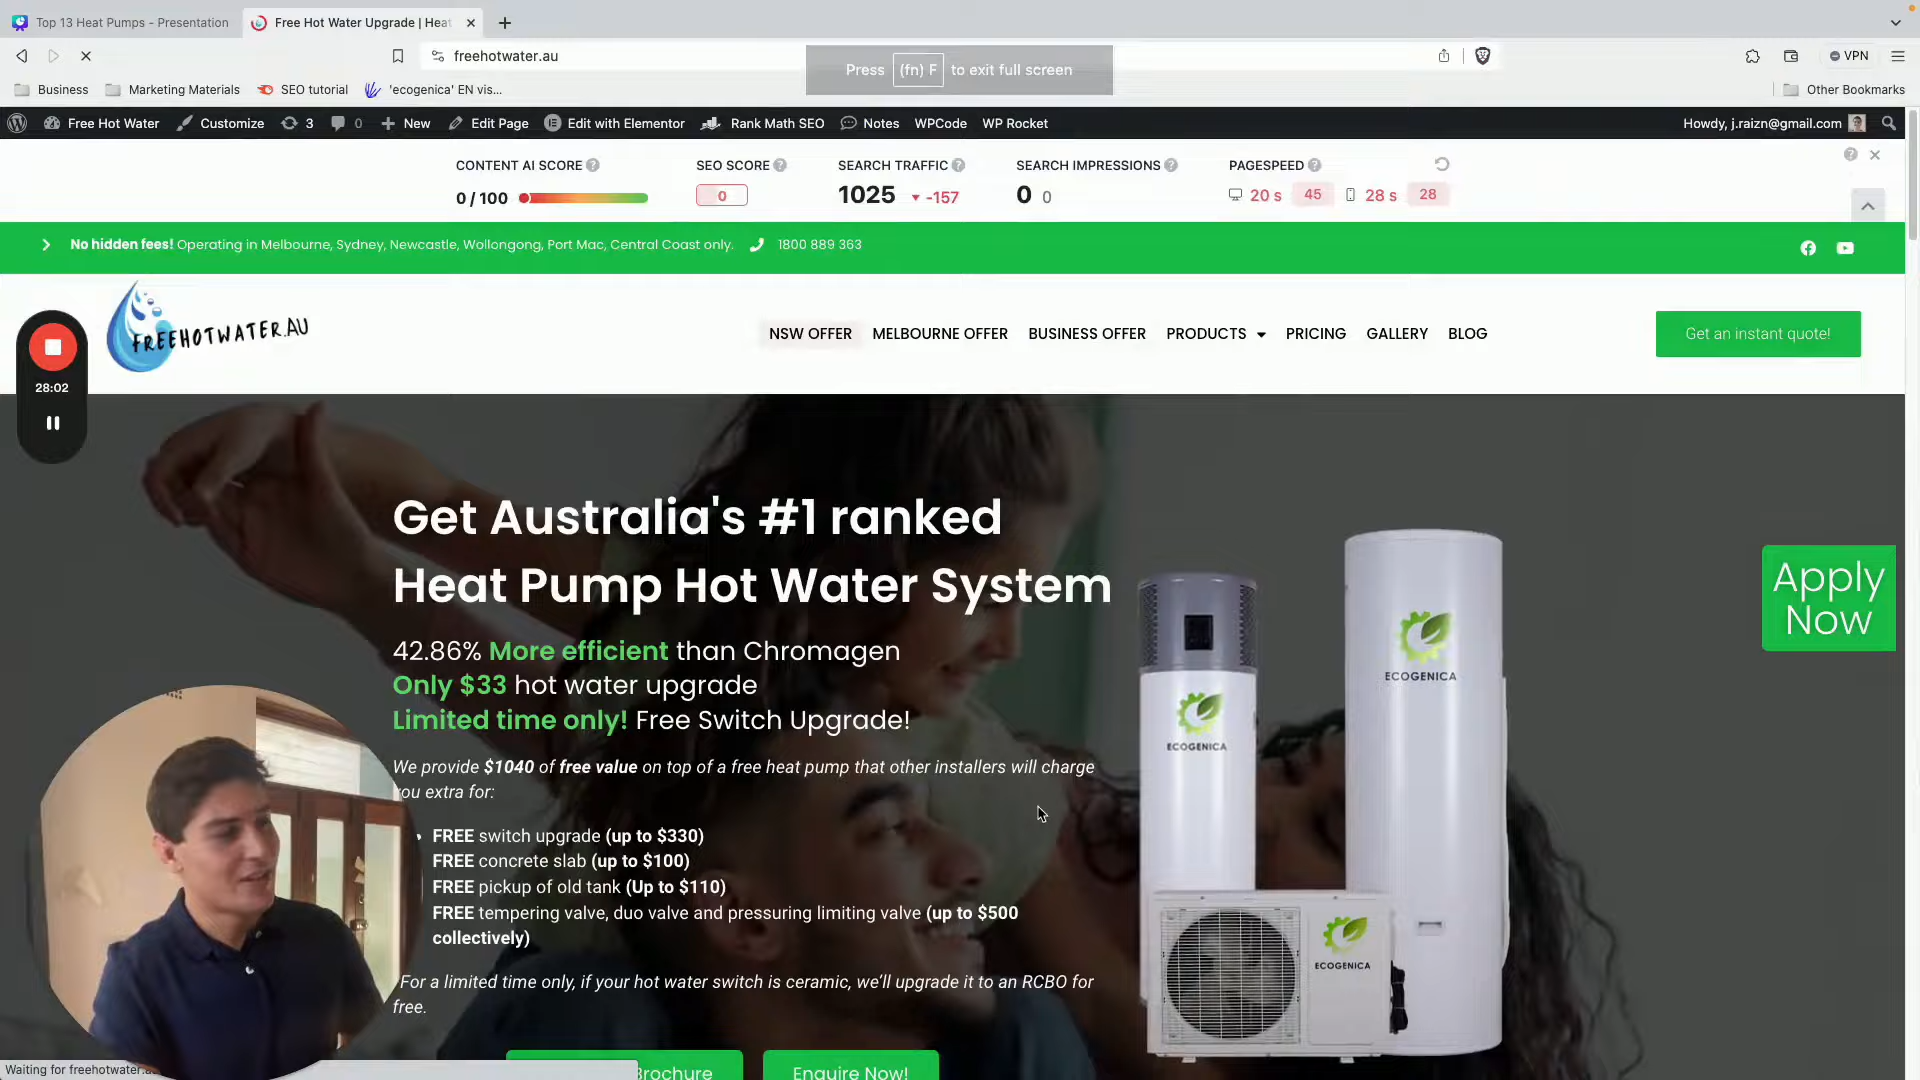 Top 13 Heat Pumps - Presentation
Free Hot Water Upgrade | Heat
freehotwater.au
Press (fn) F to exit full screen
VPN
Business
Marketing Materials
SEO tutorial
'ecogenica' EN vis...
Other Bookmarks
Free Hot Water
Customize
3
0
New
Edit Page
Edit with Elementor
Rank Math SEO
Notes
WPCode
WP Rocket
Howdy, j.raizn@gmail.com
CONTENT AI SCORE
SEO SCORE
SEARCH TRAFFIC
SEARCH IMPRESSIONS
PAGESPEED
0 / 100
0
1025 -157
0 0
20 s 45 28 s 28
No hidden fees! Operating in Melbourne, Sydney, Newcastle, Wollongong, Port Mac, Central Coast only. 1800 889 363
FREEHOTWATER.AU
NSW OFFER
MELBOURNE OFFER
BUSINESS OFFER
PRODUCTS
PRICING
GALLERY
BLOG
Get an instant quote!
28:02
Get Australia's #1 ranked
Heat Pump Hot Water System
42.86% More efficient than Chromagen
Only $33 hot water upgrade
Limited time only! Free Switch Upgrade!
We provide $1040 of free value on top of a free heat pump that other installers will charge
you extra for:
FREE switch upgrade (up to $330)
FREE concrete slab (up to $100)
FREE pickup of old tank (Up to $110)
FREE tempering valve, duo valve and pressuring limiting valve (up to $500
collectively)
For a limited time only, if your hot water switch is ceramic, we'll upgrade it to an RCBO for
free.
Brochure
Enquire Now!
Apply
Now
ECOGENICA
ECOGENICA
ECOGENICA
Waiting for freehotwater.a